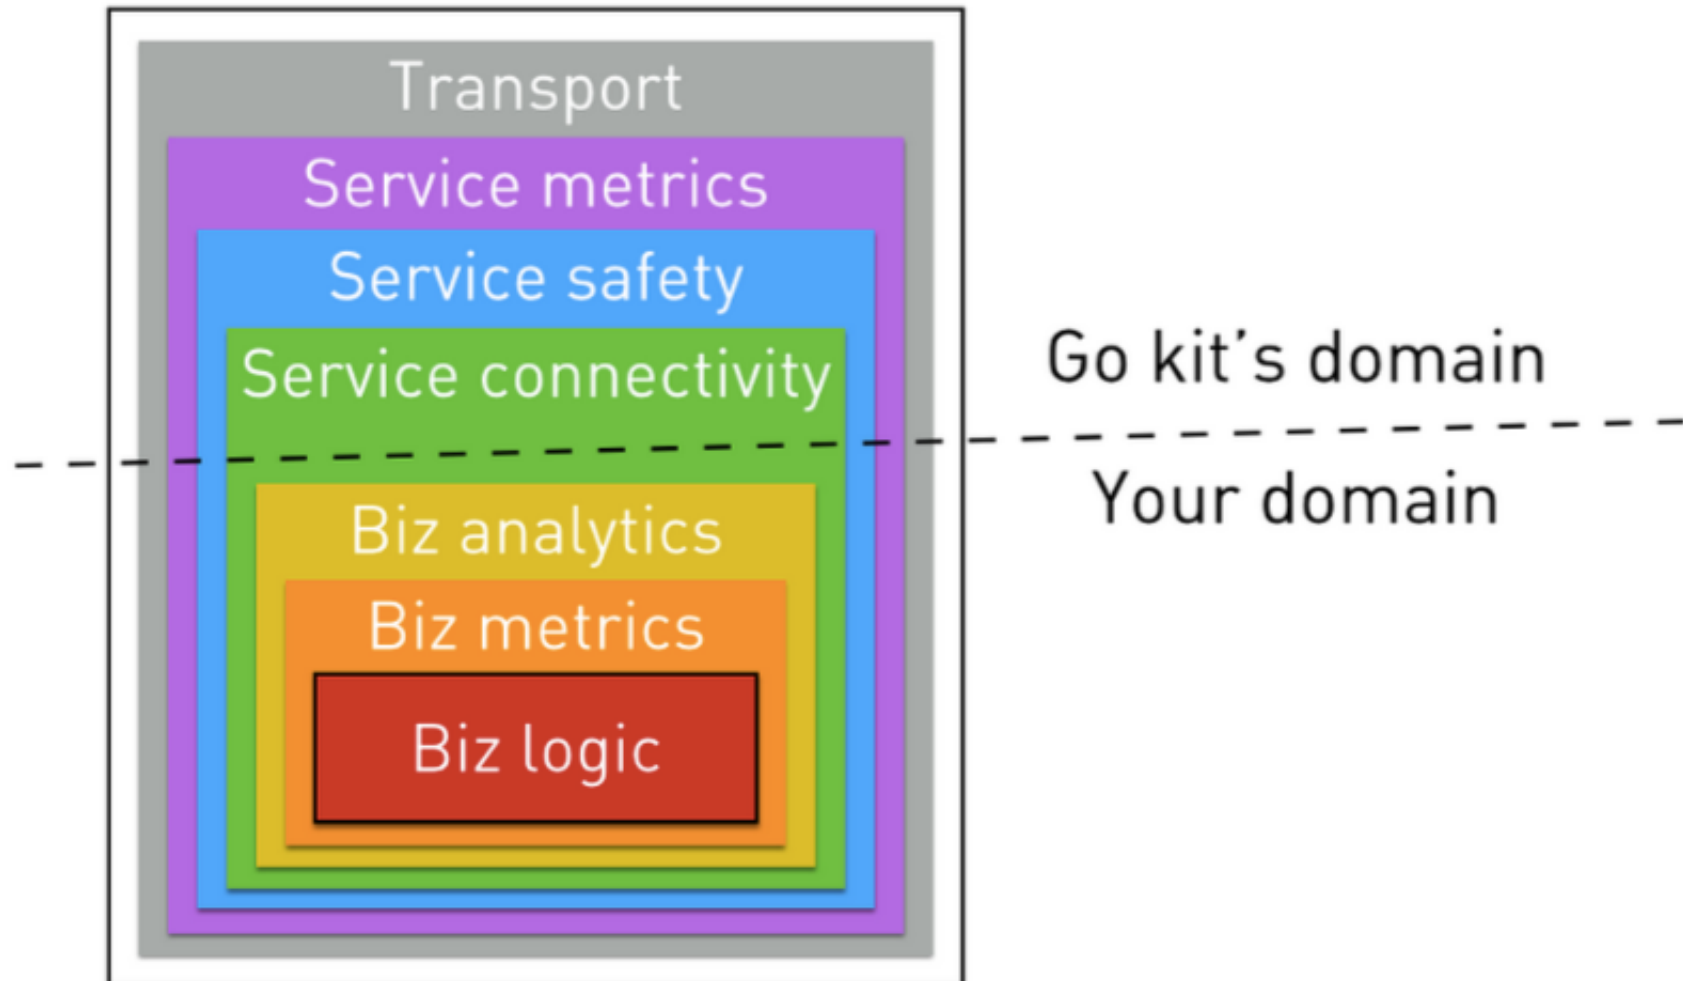 Transport
Service metrics
Service safety
Service connectivity
Go kit’s domain
Your domain
Biz analytics
Biz metrics
Biz logic